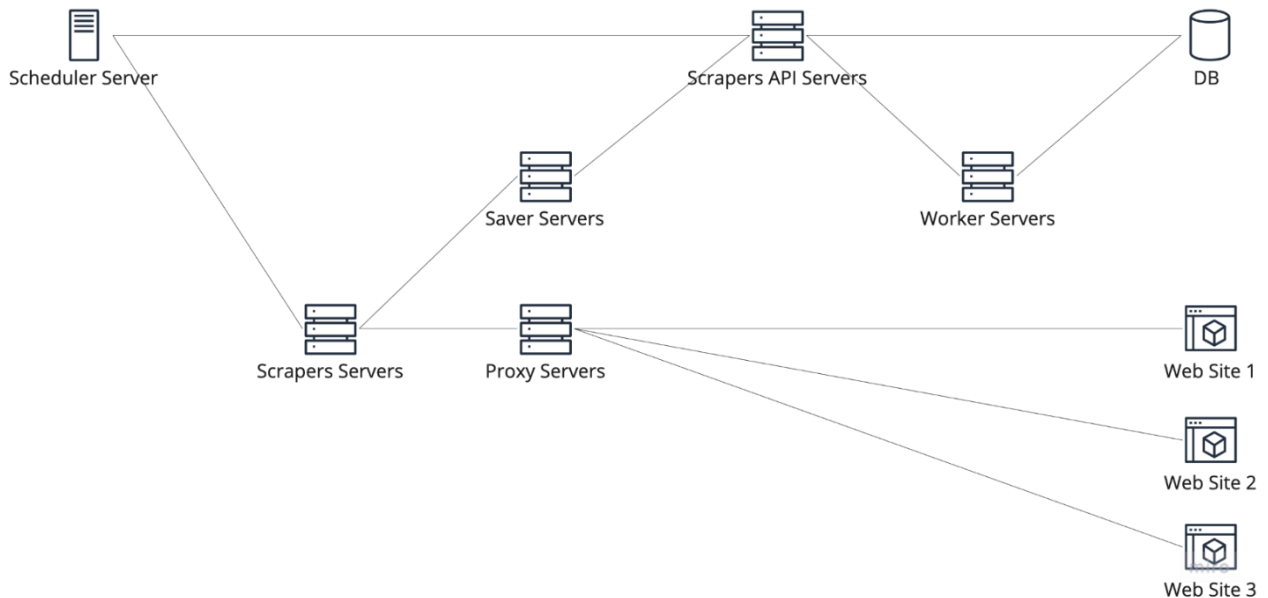 Scheduler Server
Scrapers API Servers
DB
Saver Servers
Worker Servers
Scrapers Servers
Proxy Servers
Web Site 1
Web Site 2
miro
Web Site 3